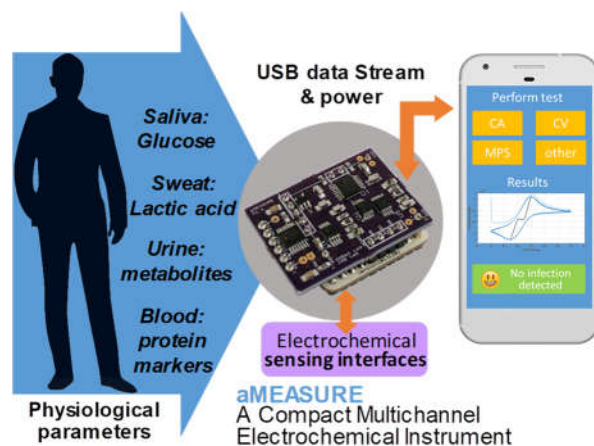 Saliva:
Glucose
Sweat:
Lactic acid
Urine:
metabolites
Blood:
protein
markers
Physiological
parameters
USB data Stream
& power
Electrochemical
sensing interfaces
aMEASURE
A Compact Multichannel
Electrochemical Instrument
Perform test
CA
CV
MPS
other
Results
No infection
detected